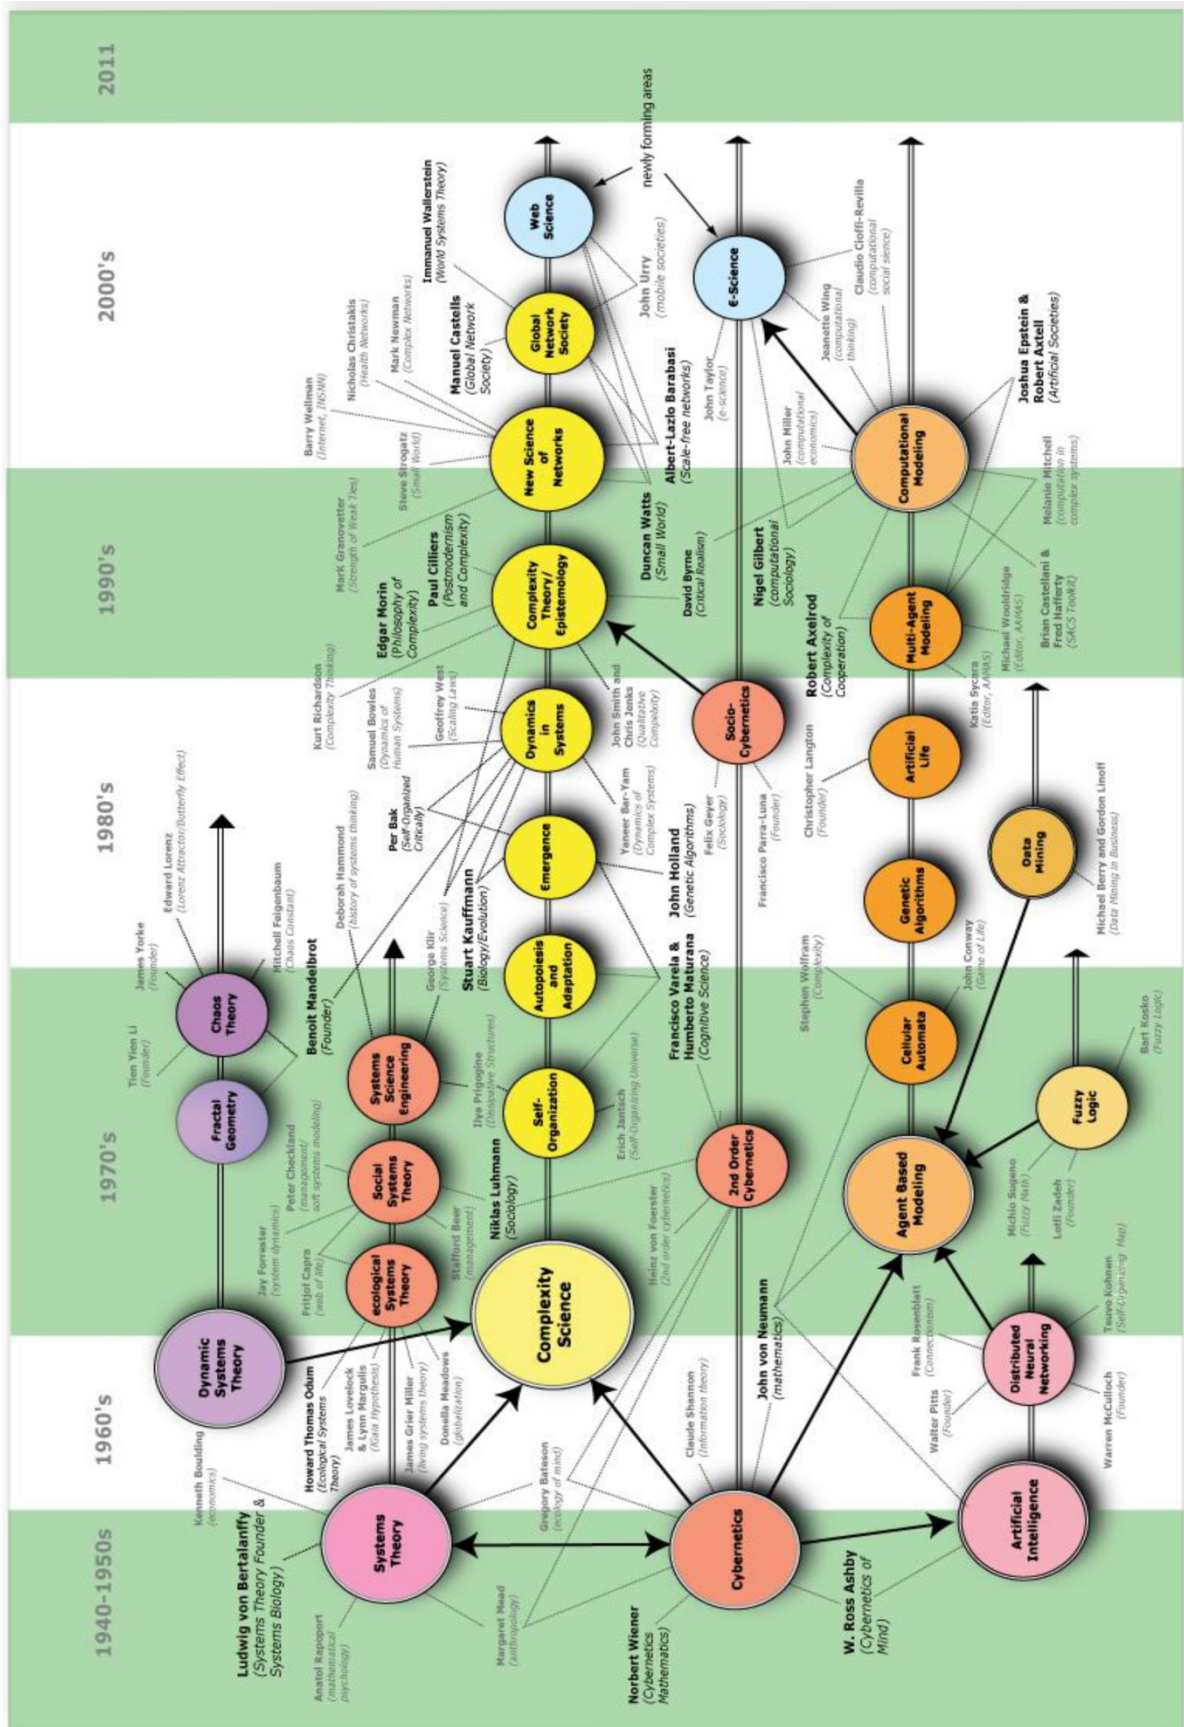 1940-1950s
1960's
1970's
1980's
1990's
2000's
2011
Tien Yien Li
(founder)
James Yorke
(Founder)
Edward Lorenz
(Lorenz Attractor/Butterfly Effect)
Mitchell Feigenbaum
(Chaos Constant)
Benoit Mandelbrot
(Founder)
Dynamic
Systems
Theory
Fractal
Geometry
Chaos
Theory
Kenneth Boulding
(economics)
Ludwig von Bertalanffy
(Systems Theory Founder &
Systems Biology)
Anatol Rapoport
(mathematical
psychology)
Margaret Mead
(anthropology)
Gregory Bateson
(ecology of mind)
Howard Thomas Odum
(Ecological Systems
Theory)
James Lovelock
& Lynn Margulis
(Gaia Hypothesis)
James Grier Miller
(living systems theory)
Donella Meadows
(globalization)
Jay Forrester
(system dynamics)
Fritjof Capra
(web of life)
Peter Checkland
(management/
soft systems modeling)
Stafford Beer
(management)
Niklas Luhmann
(Sociology)
Deborah Hammond
(history of systems thinking)
George Klir
(Systems Science)
Systems
Theory
ecological
Systems
Theory
Social
Systems
Theory
Systems
Science
Engineering
Ilya Prigogine
(Dissipative Structures)
Erich Jantsch
(Self-Organizing Universe)
Stuart Kauffmann
(Biology/Evolution)
Per Bak
(Self-Organized
Critically)
Francisco Varela &
Humberto Maturana
(Cognitive Science)
John Holland
(Genetic Algorithms)
Kurt Richardson
(Complexity Thinking)
Samuel Bowles
(Dynamics of
Human Systems)
Geoffrey West
(Scaling Laws)
Yaneer Bar-Yam
(Dynamics of
Complex Systems)
John Smith and
Chris Jenks
(Qualitative
Compelxity)
Edgar Morin
(Philosophy of
Complexity)
Paul Cilliers
(Postmodernism
and Complexity)
Mark Granovetter
(Strength of Weak Ties)
Steve Strogatz
(Small World)
Barry Wellman
(Internet, INSNN)
Nicholas Christakis
(Health Networks)
Mark Newman
(Complex Networks)
Manuel Castells
(Global Network
Society)
Immanuel Wallerstein
(World Systems Theory)
Duncan Watts
(Small World)
Albert-Lazlo Barabasi
(Scale-free networks)
John Urry
(mobile societies)
newly forming areas
Complexity
Science
Self-
Organization
Autopoiesis
and
Adaptation
Emergence
Dynamics
in
Systems
Complexity
Theory/
Epistemology
New Science
of
Networks
Global
Network
Society
Web
Science
Norbert Wiener
(Cybernetics
Mathematics)
Claude Shannon
(Information theory)
Heinz von Foerster
(2nd order cybernetics)
Felix Geyer
(Sociology)
Francisco Parra-Luna
(Founder)
David Byrne
(Critical Realism)
John Taylor
(e-science)
Nigel Gilbert
(computational
Sociology)
Cybernetics
2nd Order
Cybernetics
Socio-
Cybernetics
e-Science
W. Ross Ashby
(Cybernetics of
Mind)
John von Neumann
(mathematics)
Stephen Wolfram
(Complexity)
John Conway
(Game of Life)
Christopher Langton
(Founder)
Robert Axelrod
(Complexity of
Cooperation)
John Miller
(computational
economics)
Jeanette Wing
(computational
thinking)
Claudio Cioffi-Revilla
(computational
social sience)
Katia Sycara
(Editor, AAMAS)
Michael Wooldridge
(Editor, AAMAS)
Brian Castellani &
Fred Hafferty
(SACS Toolkit)
Melanie Mitchell
(computation in
complex systems)
Joshua Epstein &
Robert Axtell
(Artificial Societies)
Agent Based
Modeling
Cellular
Automata
Genetic
Algorithms
Artificial
Life
Multi-Agent
Modeling
Computational
Modeling
Walter Pitts
(Founder)
Frank Rosenblatt
(Connectionism)
Warren McCulloch
(Founder)
Teuvo Kohnen
(Self-Organizing Map)
Michio Sugeno
(Fuzzy Math)
Lotfi Zadeh
(Founder)
Bart Kosko
(Fuzzy Logic)
Michael Berry and Gordon Linoff
(Data Mining in Business)
Artificial
Intelligence
Distributed
Neural
Networking
Fuzzy
Logic
Data
Mining